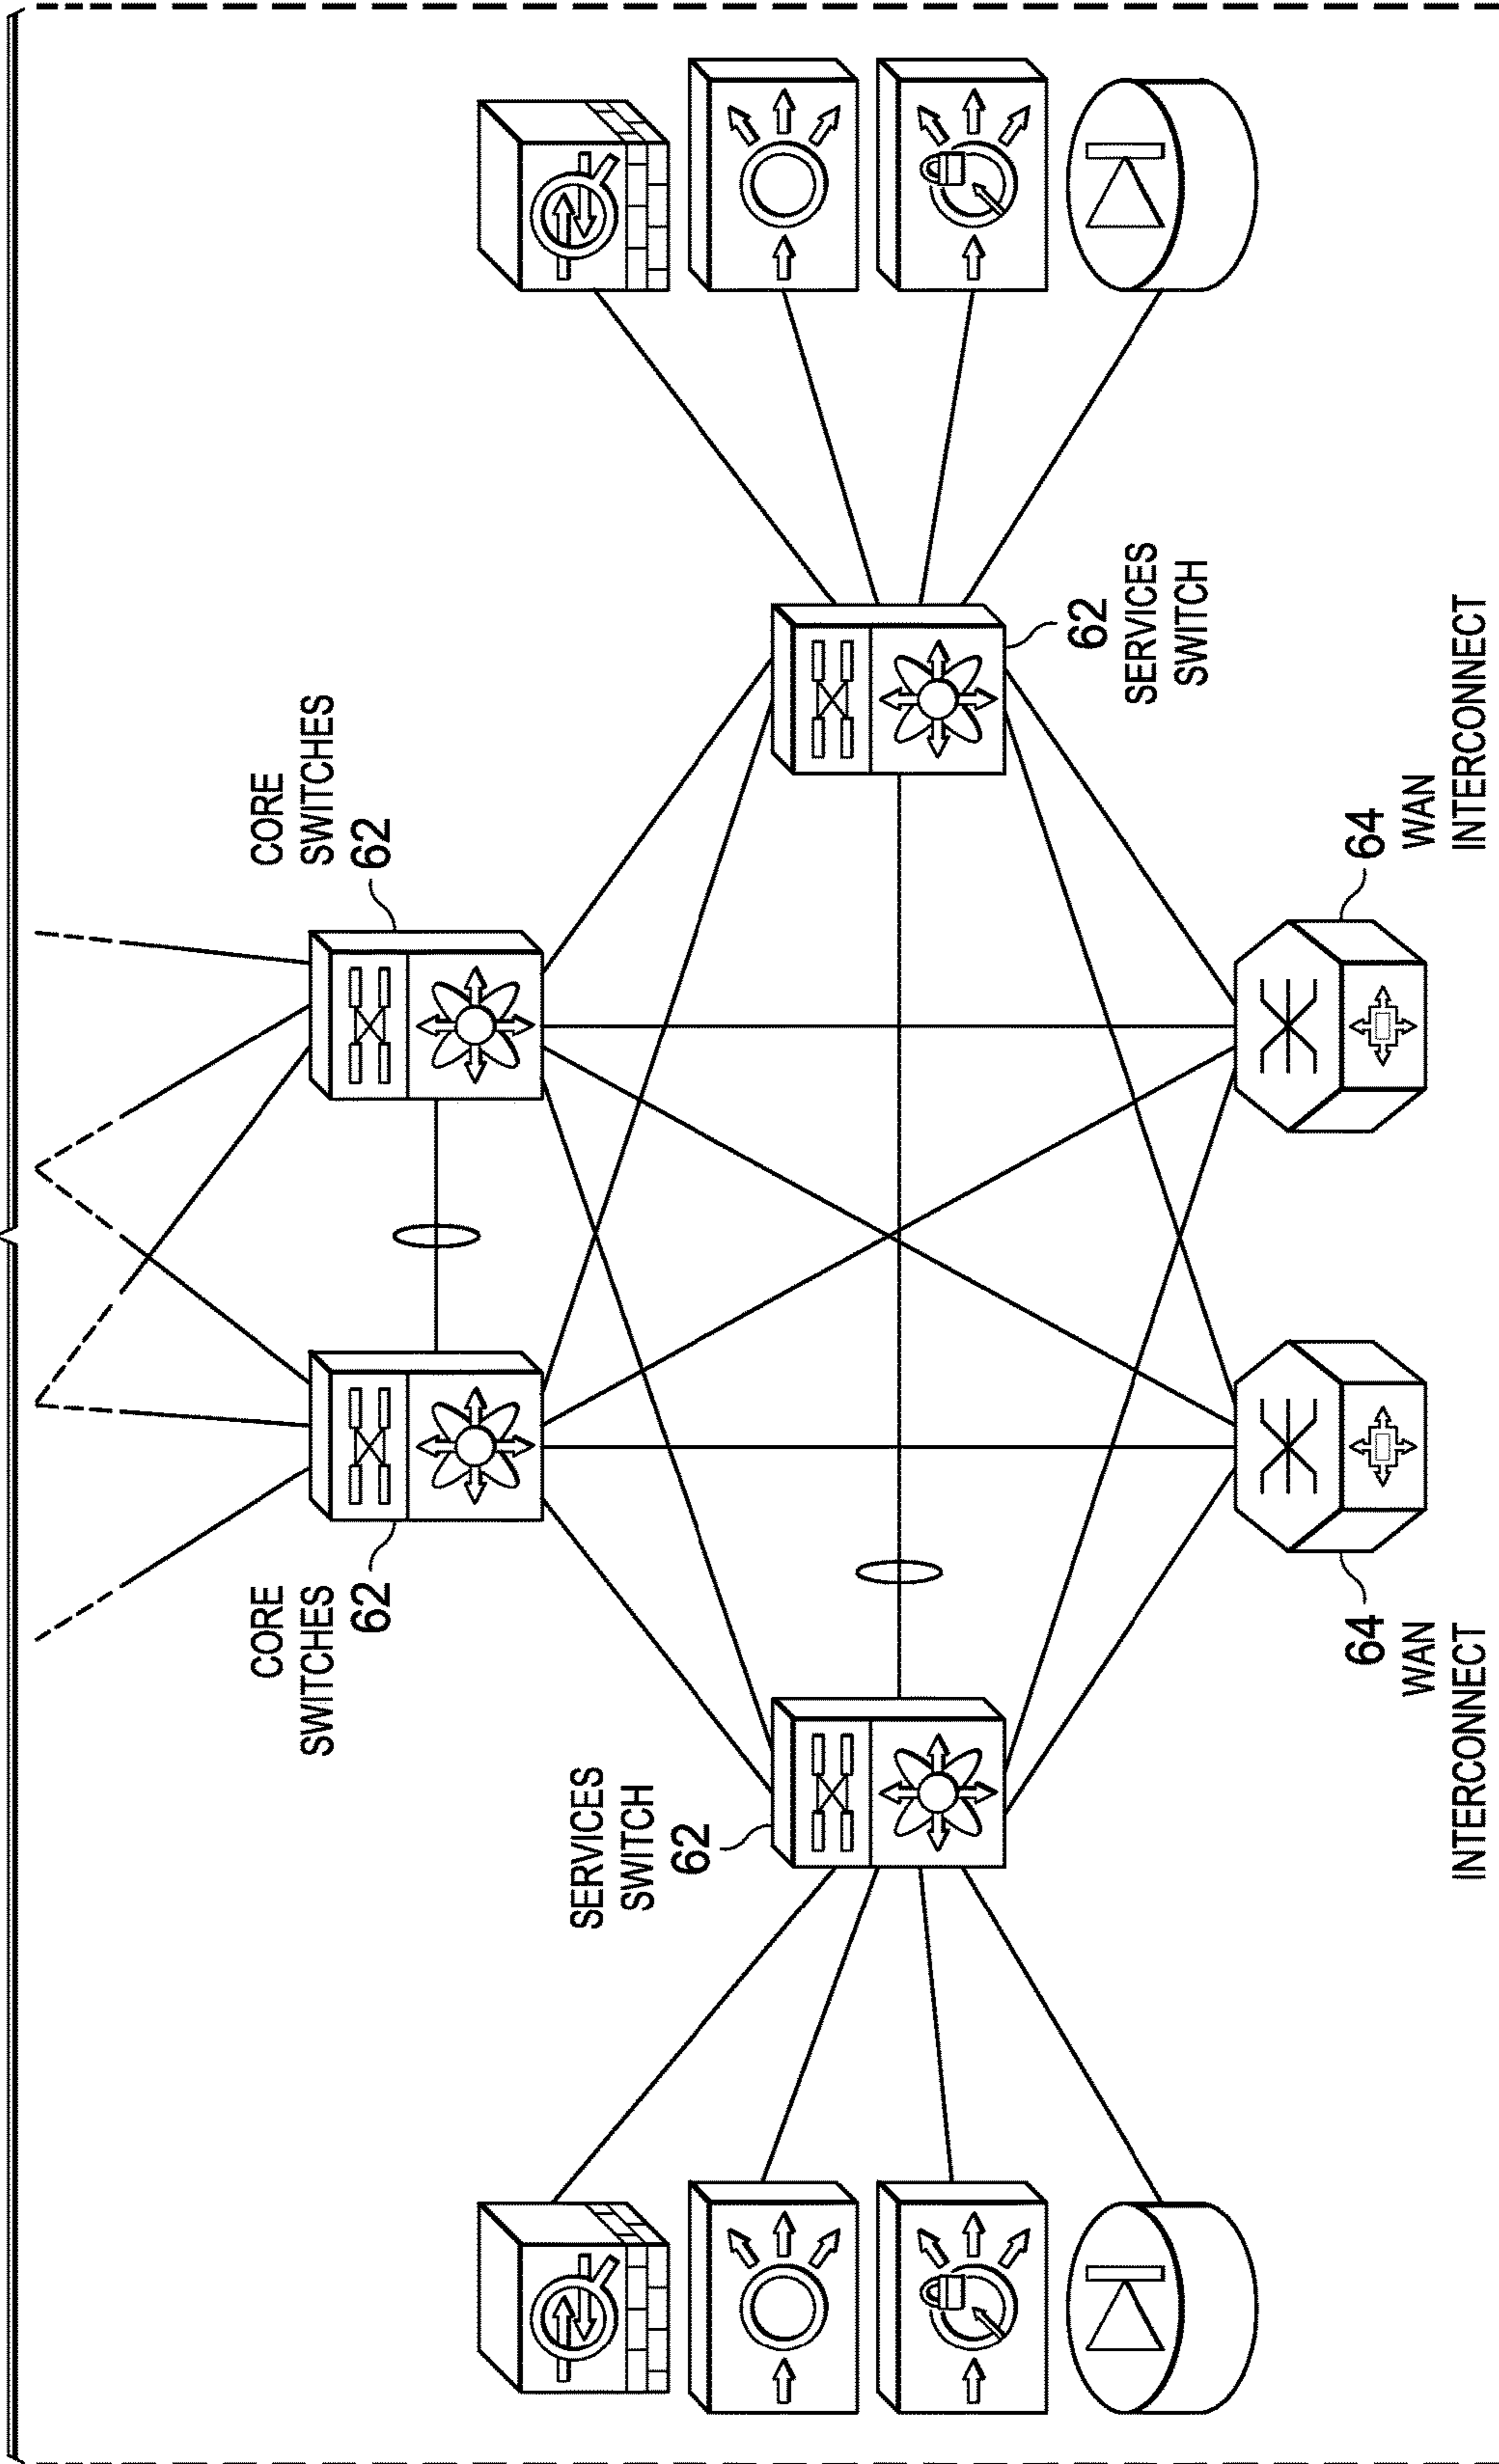 CORE
SWITCHES
62
CORE
SWITCHES
62
SERVICES
SWITCH
62
62
SERVICES
SWITCH
64
WAN
INTERCONNECT
64
WAN
INTERCONNECT